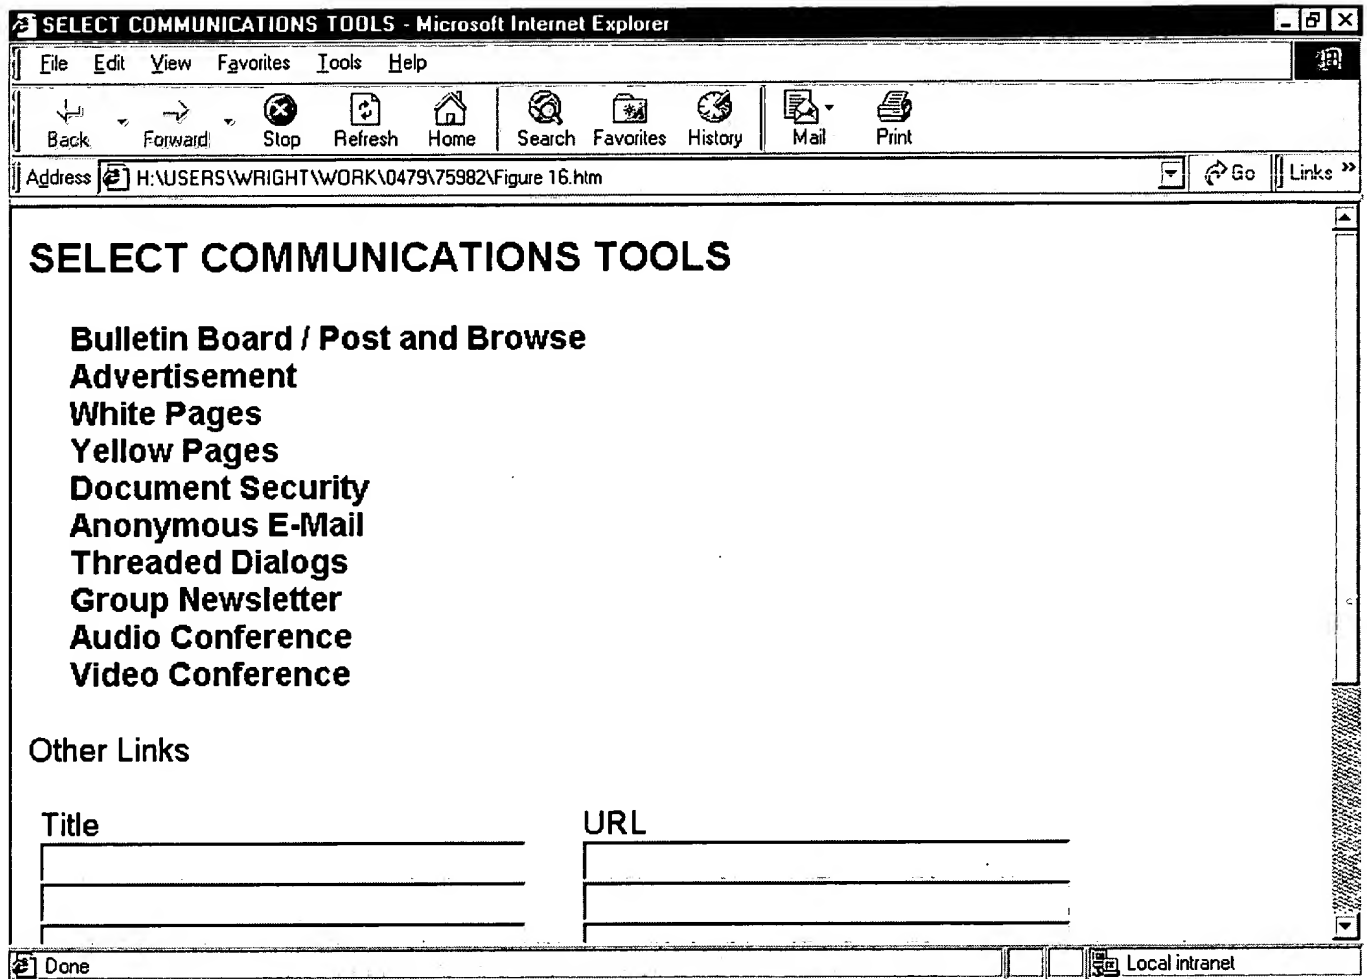 SELECT COMMUNICATIONS TOOLS - Microsoft Internet Explorer
File Edit View Favorites Tools Help
Back Forward Stop Refresh Home Search Favorites History Mail Print
Address H:\USERS\WRIGHT\WORK\0479\75982\Figure 16.htm Go Links »
SELECT COMMUNICATIONS TOOLS
Bulletin Board / Post and Browse
Advertisement
White Pages
Yellow Pages
Document Security
Anonymous E-Mail
Threaded Dialogs
Group Newsletter
Audio Conference
Video Conference
Other Links
Title URL
Done Local intranet